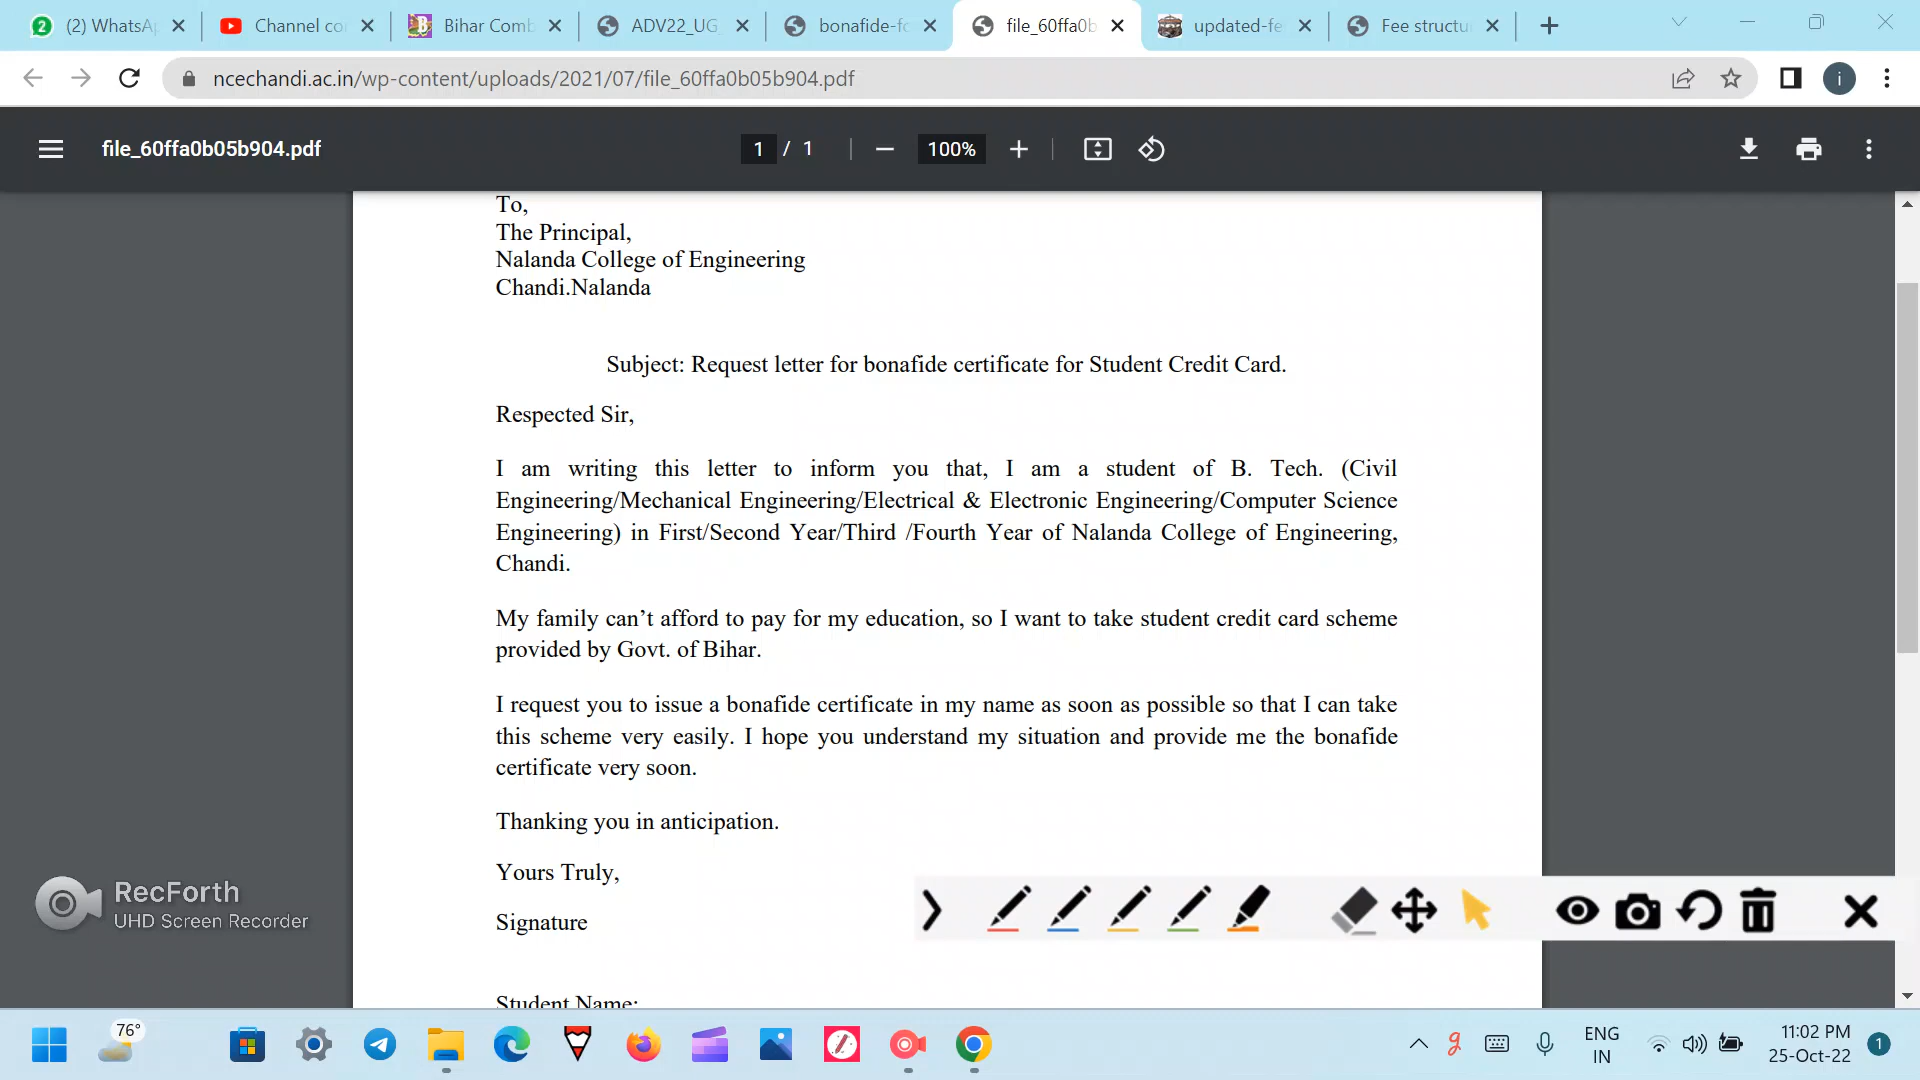 (2) WhatsAp
Channel co
Bihar Comb
ADV22_UG_
bonafide-fo
file_60ffa0b
updated-fe
Fee structu
ncechandi.ac.in/wp-content/uploads/2021/07/file_60ffa0b05b904.pdf
i
file_60ffa0b05b904.pdf
1 / 1
100%
To,
The Principal,
Nalanda College of Engineering
Chandi.Nalanda
Subject: Request letter for bonafide certificate for Student Credit Card.
Respected Sir,
I am writing this letter to inform you that, I am a student of B. Tech. (Civil
Engineering/Mechanical Engineering/Electrical & Electronic Engineering/Computer Science
Engineering) in First/Second Year/Third /Fourth Year of Nalanda College of Engineering,
Chandi.
My family can’t afford to pay for my education, so I want to take student credit card scheme
provided by Govt. of Bihar.
I request you to issue a bonafide certificate in my name as soon as possible so that I can take
this scheme very easily. I hope you understand my situation and provide me the bonafide
certificate very soon.
Thanking you in anticipation.
Yours Truly,
Signature
Student Name:
RecForth
UHD Screen Recorder
76°
ENG
IN
11:02 PM
25-Oct-22
1